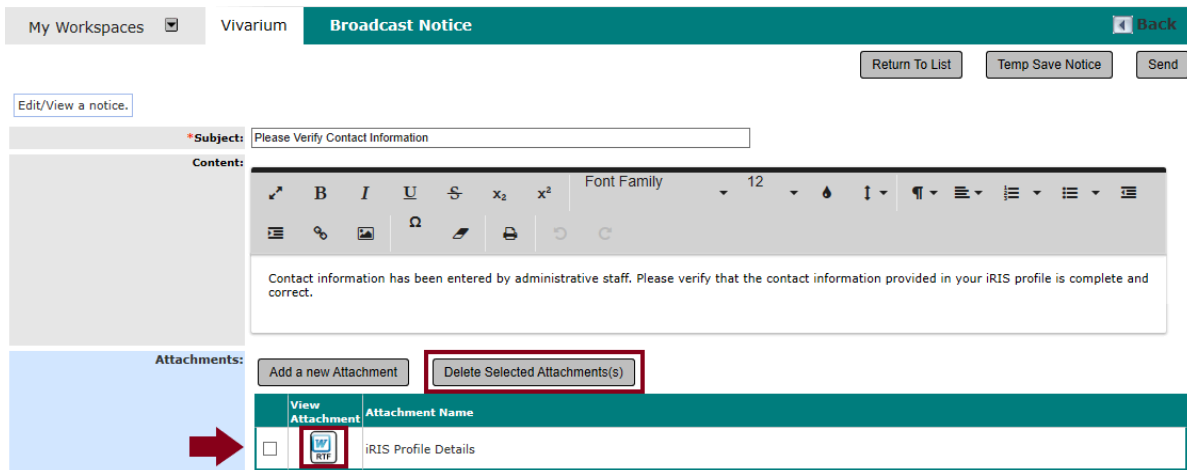 My Workspaces Vivarium Broadcast Notice Back
Return To List Temp Save Notice Send
Edit/View a notice.
*Subject: Please Verify Contact Information
Content:
Font Family 12
B I U S x₂ x²
Ω
Contact information has been entered by administrative staff. Please verify that the contact information provided in your iRIS profile is complete and
correct.
Attachments: Add a new Attachment Delete Selected Attachments(s)
View
Attachment Attachment Name
W
RTF iRIS Profile Details